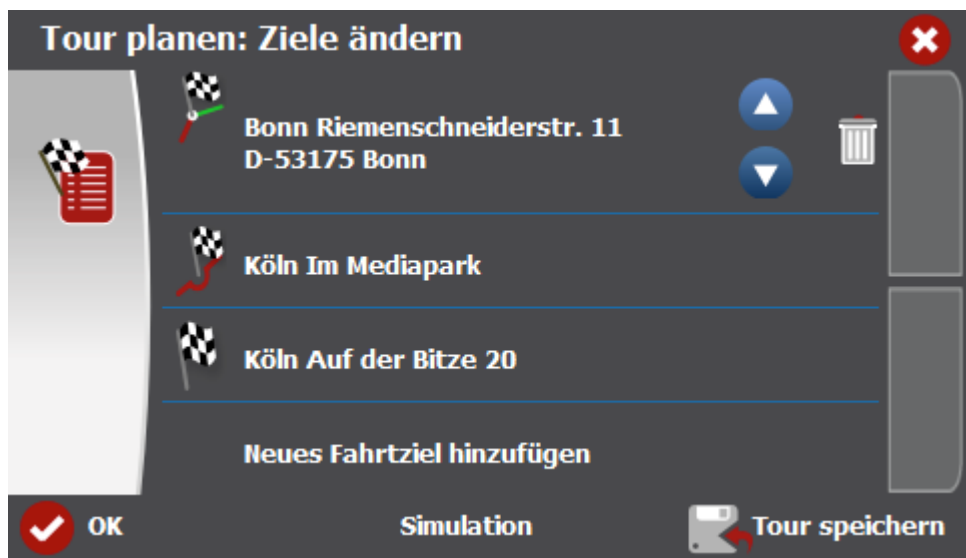 Tour planen: Ziele ändern
Bonn Riemenschneiderstr. 11
D-53175 Bonn
Köln Im Mediapark
Köln Auf der Bitze 20
Neues Fahrtziel hinzufügen
OK
Simulation
Tour speichern